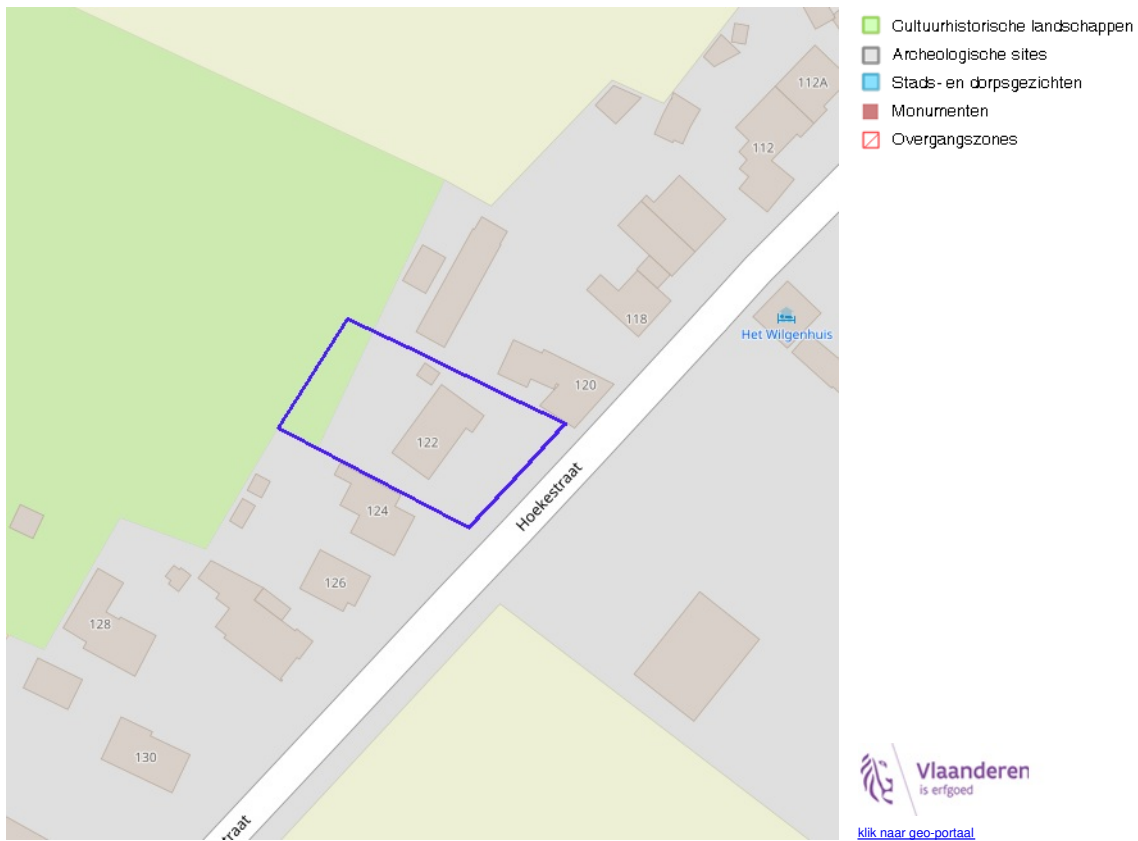 Cultuurhistorische landschappen
Archeologische sites
Stads- en dorpsgezichten
Monumenten
Overgangszones
112A
112
118
Het Wilgenhuis
120
122
Hoekestraat
124
126
128
130
traat
Vlaanderen
is erfgoed
klik naar geo-portaal